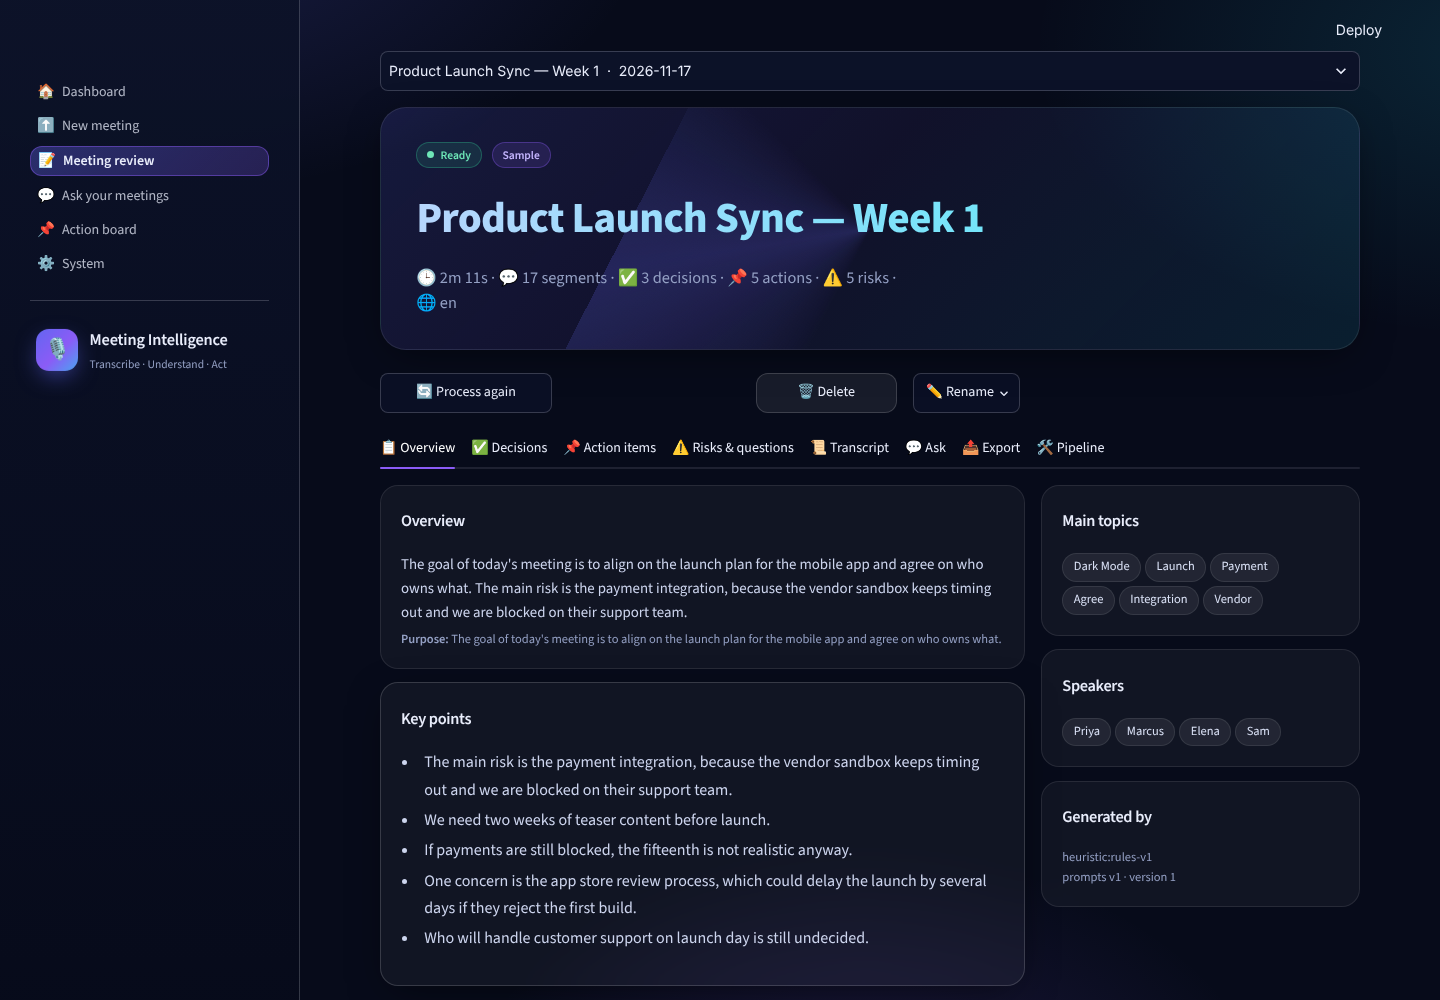 Deploy
🏠 Dashboard
⬆️ New meeting
📝 Meeting review
💬 Ask your meetings
📌 Action board
⚙️ System
🎙️ Meeting Intelligence
Transcribe · Understand · Act
Product Launch Sync — Week 1 · 2026-11-17
Ready
Sample
Product Launch Sync — Week 1
🕒 2m 11s · 💬 17 segments · ✅ 3 decisions · 📌 5 actions · ⚠️ 5 risks ·
🌐 en
🔄 Process again
🗑️ Delete
✏️ Rename
📋 Overview
✅ Decisions
📌 Action items
⚠️ Risks & questions
📜 Transcript
💬 Ask
📤 Export
🛠️ Pipeline
Overview
The goal of today's meeting is to align on the launch plan for the mobile app and agree on who
owns what. The main risk is the payment integration, because the vendor sandbox keeps timing
out and we are blocked on their support team.
Purpose: The goal of today's meeting is to align on the launch plan for the mobile app and agree on who owns what.
Key points
• The main risk is the payment integration, because the vendor sandbox keeps timing
out and we are blocked on their support team.
• We need two weeks of teaser content before launch.
• If payments are still blocked, the fifteenth is not realistic anyway.
• One concern is the app store review process, which could delay the launch by several
days if they reject the first build.
• Who will handle customer support on launch day is still undecided.
Main topics
Dark Mode
Launch
Payment
Agree
Integration
Vendor
Speakers
Priya
Marcus
Elena
Sam
Generated by
heuristic:rules-v1
prompts v1 · version 1